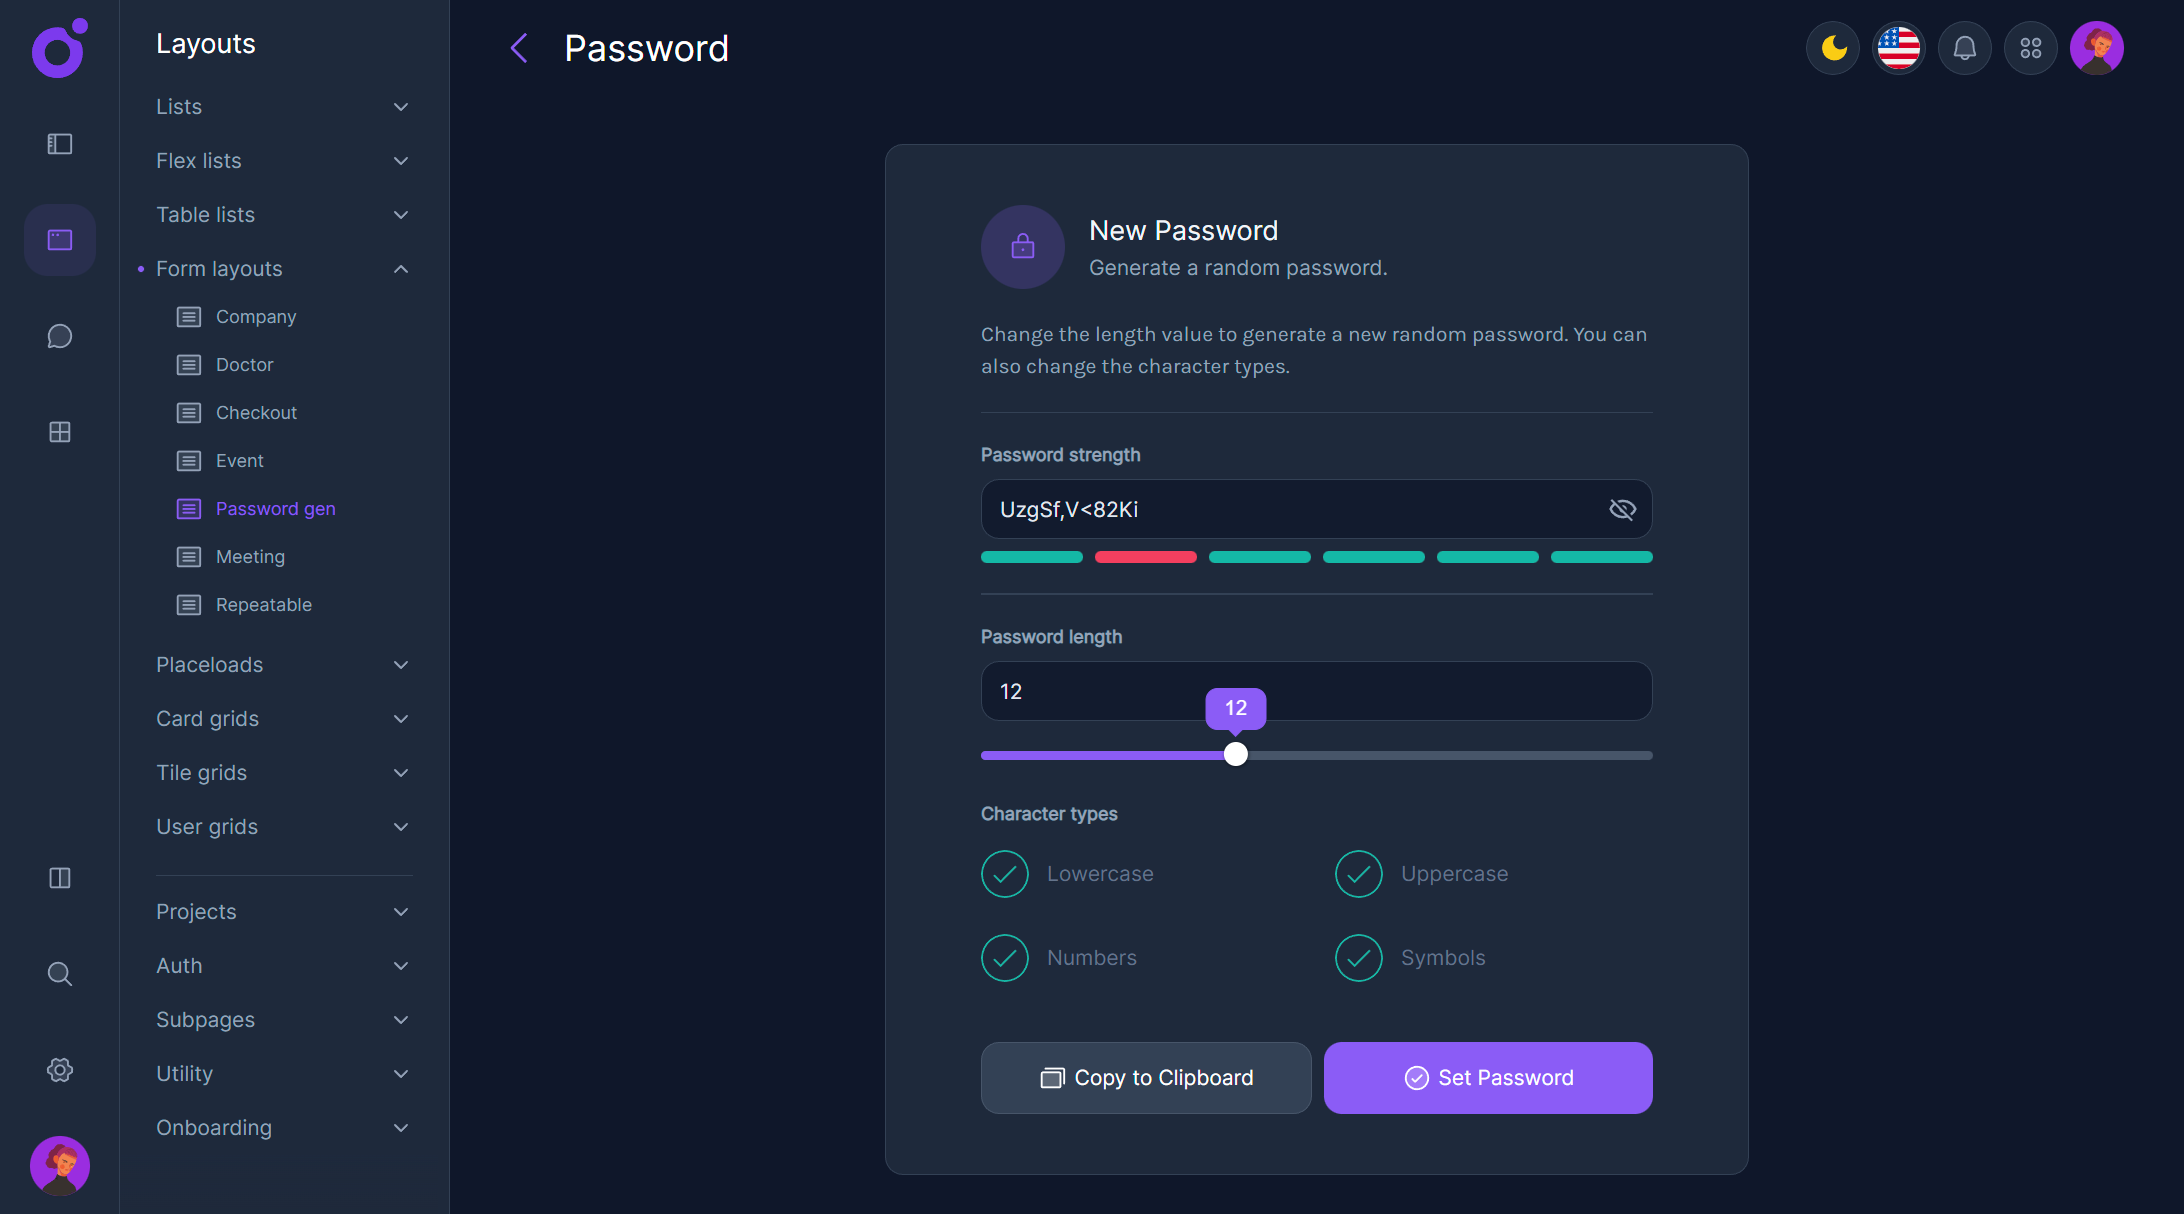 Layouts
Lists
Flex lists
Table lists
Form layouts
Company
Doctor
Checkout
Event
Password gen
Meeting
Repeatable
Placeloads
Card grids
Tile grids
User grids
Projects
Auth
Subpages
Utility
Onboarding
Password
New Password
Generate a random password.
Change the length value to generate a new random password. You can
also change the character types.
Password strength
UzgSf,V<82Ki
Password length
12
12
Character types
Lowercase
Uppercase
Numbers
Symbols
Copy to Clipboard
Set Password